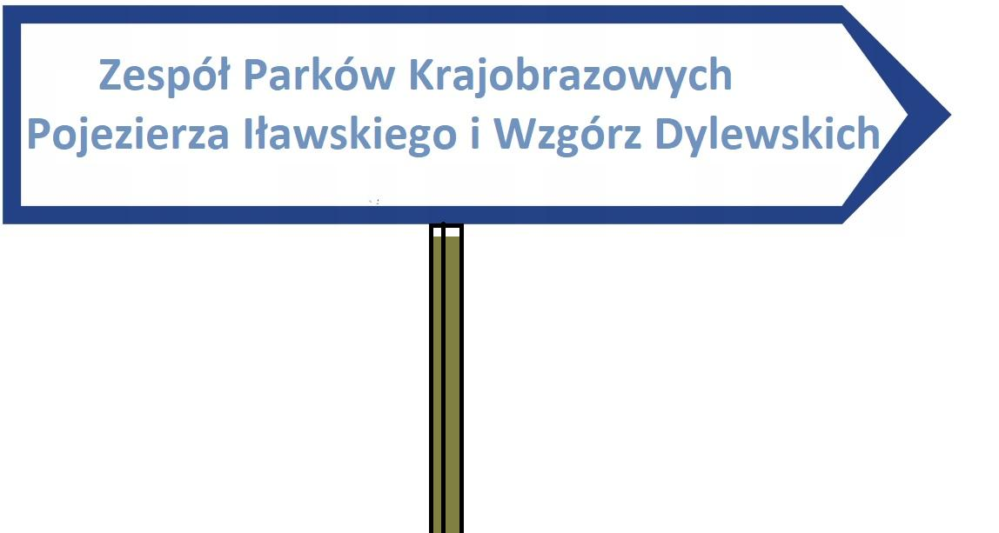 Zespół Parków Krajobrazowych
Pojezierza Iławskiego i Wzgórz Dylewskich